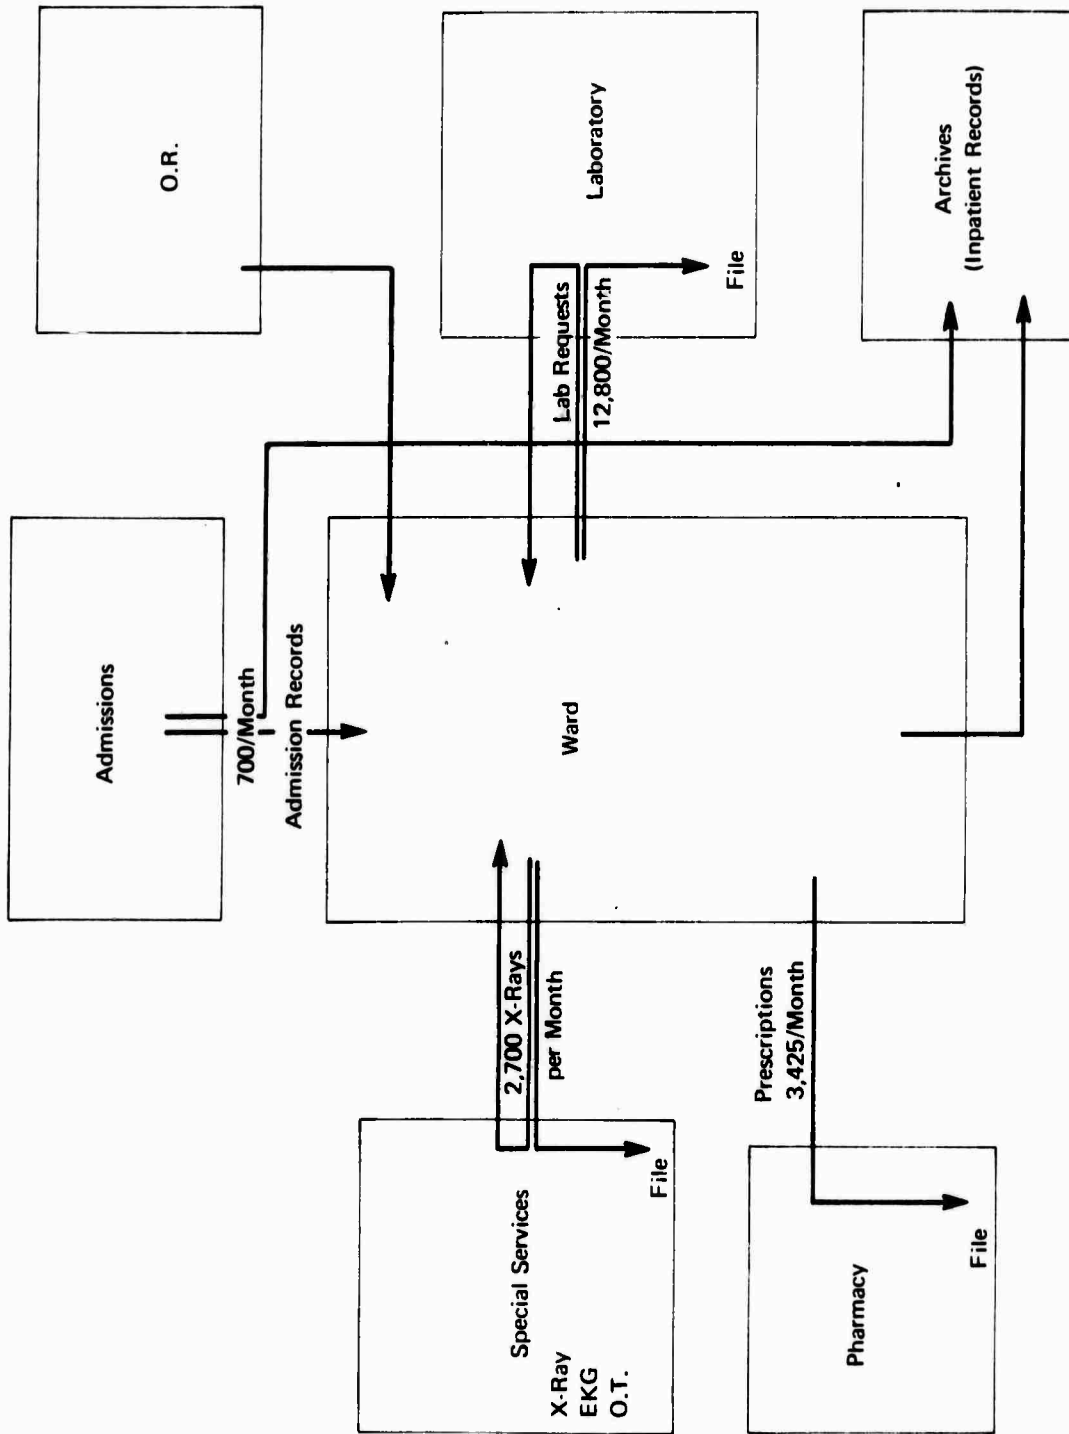 Admissions
O.R.
700/Month
Admission Records
Special Services
X-Ray
EKG
O.T.
File
2,700 X-Rays
per Month
Ward
Lab Requests
12,800/Month
Laboratory
File
Pharmacy
File
Prescriptions
3,425/Month
Archives
(Inpatient Records)